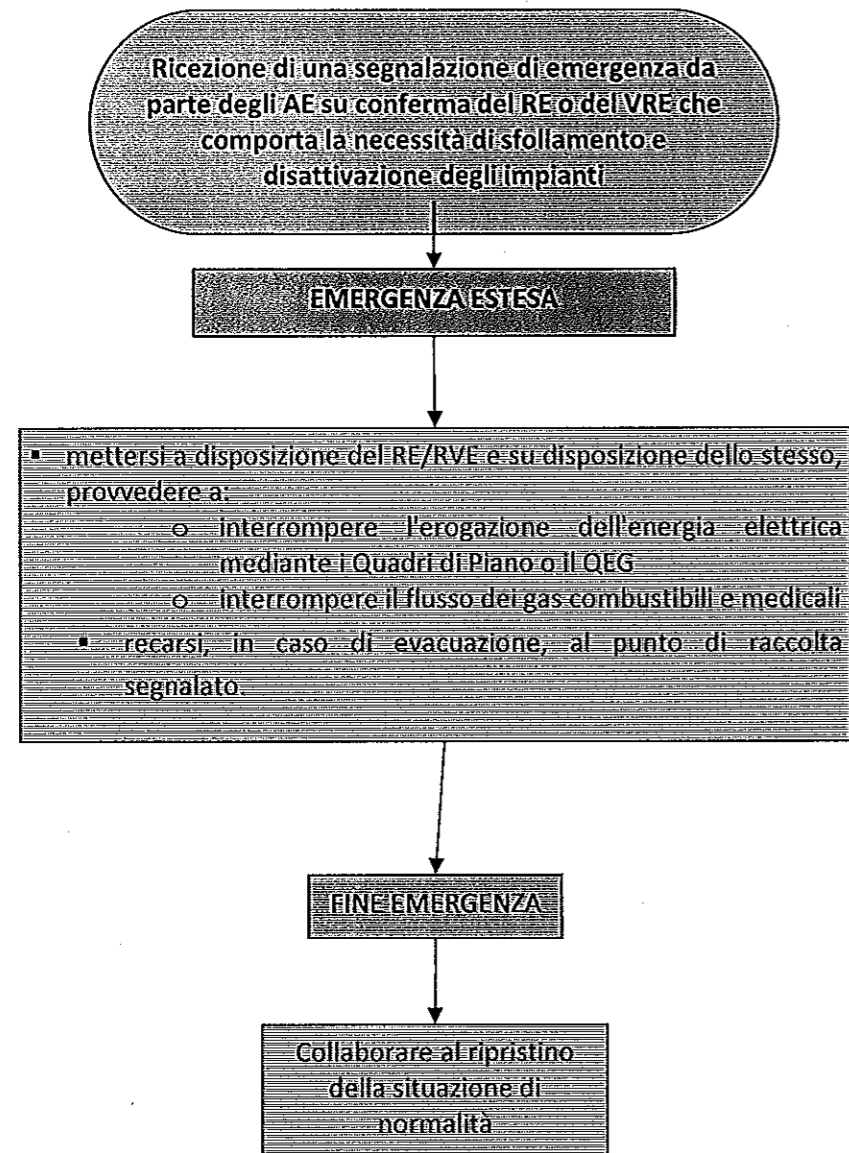 Ricezione di una segnalazione di emergenza da
parte degli AE su conferma del RE o del VRE che
comporta la necessità di sfollamento e
disattivazione degli impianti
EMERGENZA ESTESA
▪ mettersi a disposizione del RE/RVE e su disposizione dello stesso,
provvedere a:
o interrompere l'erogazione dell'energia elettrica
mediante i Quadri di Piano o il QEG
o interrompere il flusso dei gas combustibili e medicali
▪ recarsi, in caso di evacuazione, al punto di raccolta
segnalato.
FINE EMERGENZA
Collaborare al ripristino
della situazione di
normalità